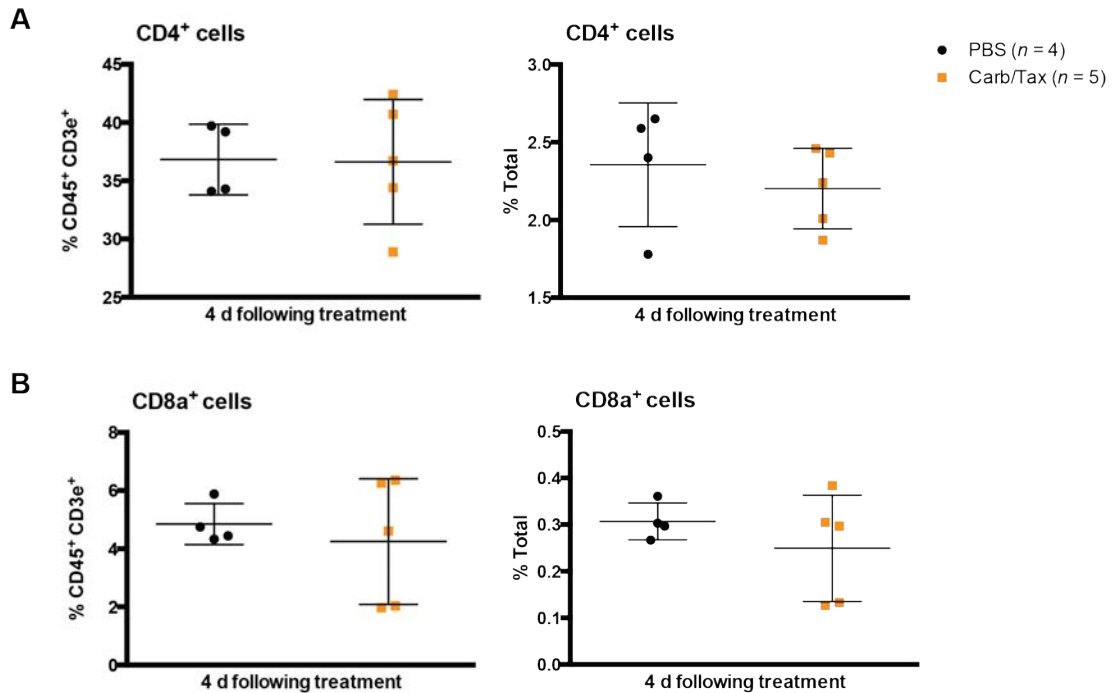 A
CD4⁺ cells
% CD45⁺ CD3e⁺
45
40
35
30
25
4 d following treatment
CD4⁺ cells
% Total
3.0
2.5
2.0
1.5
4 d following treatment
PBS (n = 4)
Carb/Tax (n = 5)
B
CD8a⁺ cells
% CD45⁺ CD3e⁺
8
6
4
2
0
4 d following treatment
CD8a⁺ cells
% Total
0.5
0.4
0.3
0.2
0.1
0.0
4 d following treatment